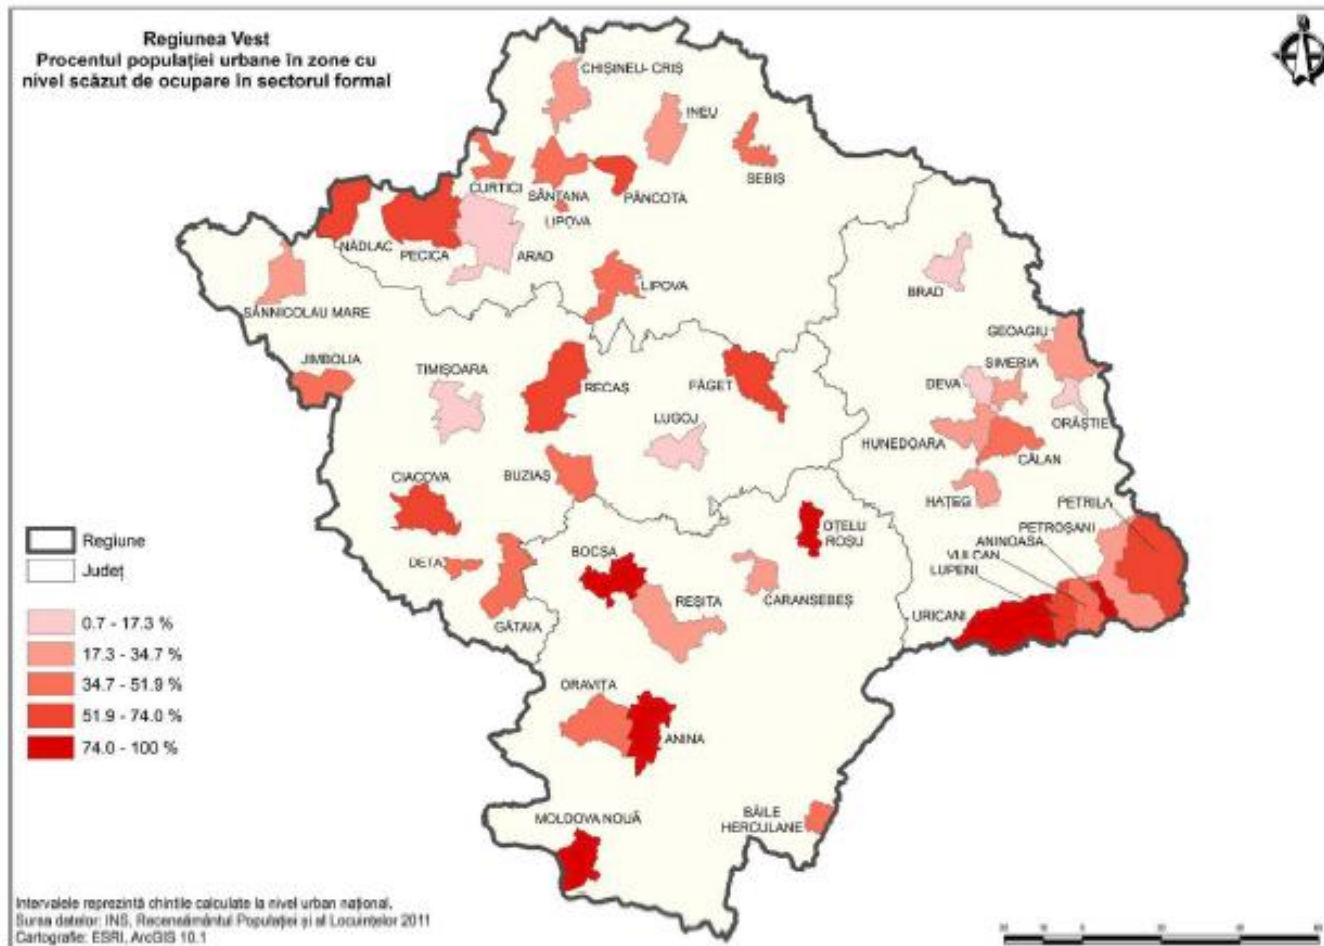 Regiunea Vest
Procentul populației urbane în zone cu
nivel scăzut de ocupare în sectorul formal
CHIȘINEU- CRIȘ
INEU
SEBIȘ
CURTICI
SÂNTANA
PÂNCOTA
LIPOVA
NĂDLAC
PECICA
ARAD
BRAD
LIPOVA
SÂNNICOLAU MARE
GEOAGIU
JIMBOLIA
TIMIȘOARA
SIMERIA
DEVA
RECAȘ
FĂGET
LUGOJ
ORĂȘTIE
HUNEDOARA
CĂLAN
CIACOVA
BUZIAȘ
HAȚEG
PETRILA
PETROȘANI
OȚELU
ROȘU
ANINOASA
VULCAN
LUPENI
BOCȘA
DETA
CARANSEBEȘ
REȘIȚA
URICANI
GĂTAIA
ORAVIȚA
ANINA
MOLDOVA NOUĂ
BĂILE
HERCULANE
Regiune
Județ
0.7 - 17.3 %
17.3 - 34.7 %
34.7 - 51.9 %
51.9 - 74.0 %
74.0 - 100 %
Intervalele reprezintă chintile calculate la nivel urban național.
Sursa datelor: INS, Recensământul Populației și al Locuințelor 2011
Cartografie: ESRI, ArcGIS 10.1